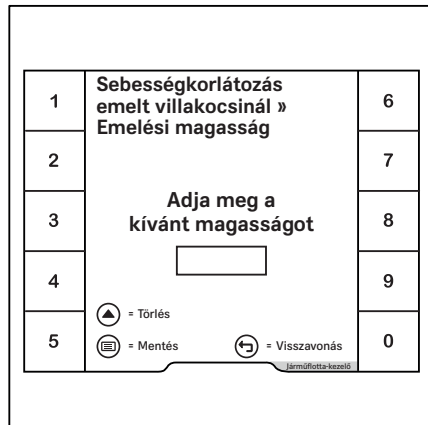 Sebességkorlátozás
emelt villakocsinál »
Emelési magasság
1
2
3
4
5
6
7
8
9
0
Adja meg a
kívánt magasságot
= Törlés
= Mentés
= Visszavonás
Járműflotta-kezelő